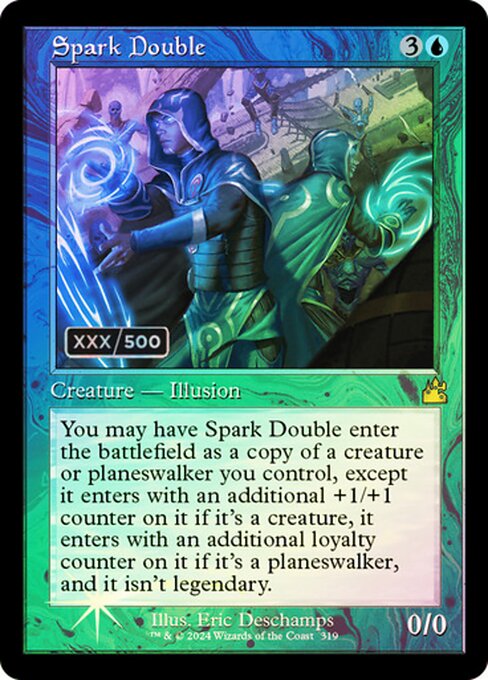 Spark Double 3
XXX/500
Creature — Illusion
You may have Spark Double enter
the battlefield as a copy of a creature
or planeswalker you control, except
it enters with an additional +1/+1
counter on it if it's a creature, it
enters with an additional loyalty
counter on it if it's a planeswalker,
and it isn't legendary.
Illus. Eric Deschamps
0/0
™ & © 2024 Wizards of the Coast 319